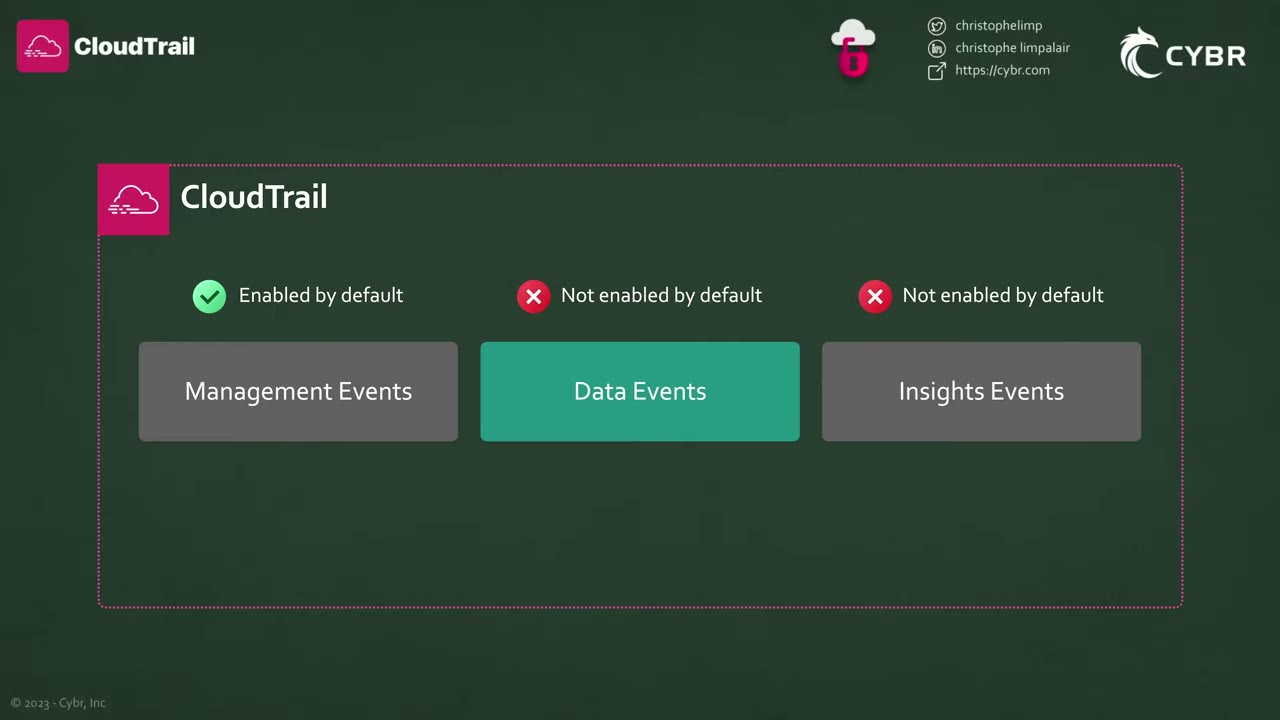 CloudTrail
christophelimp
christophe limpalair
https://cybr.com
CYBR
CloudTrail
Enabled by default
Not enabled by default
Not enabled by default
Management Events
Data Events
Insights Events
© 2023 - Cybr, Inc